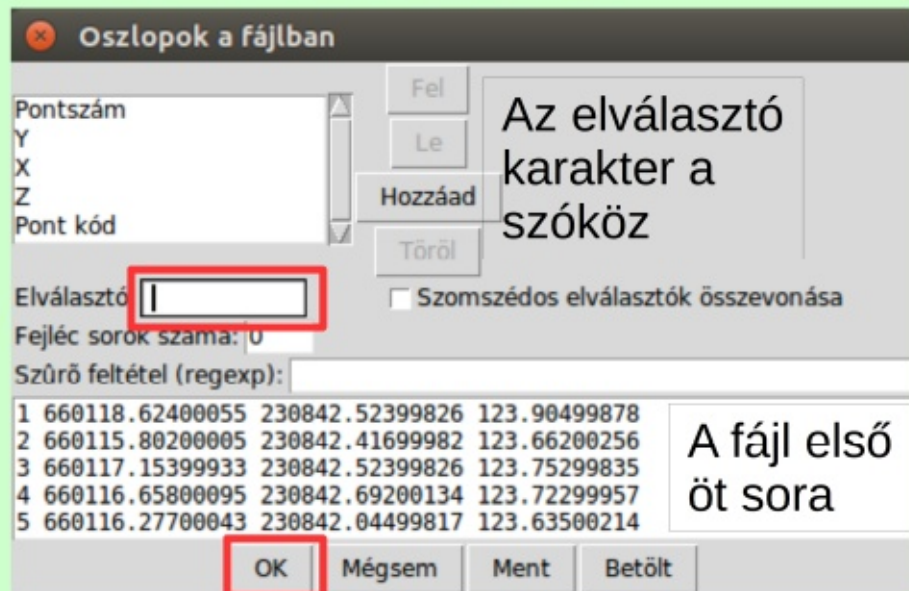 Oszlopok a fájlban
Pontszám
Y
X
Z
Pont kód
Fel
Le
Hozzáad
Töröl
Az elválasztó
karakter a
szóköz
Elválasztó
Szomszédos elválasztók összevonása
Fejléc sorok száma: 0
Szûrõ feltétel (regexp):
1 660118.62400055 230842.52399826 123.90499878
2 660115.80200005 230842.41699982 123.66200256
3 660117.15399933 230842.52399826 123.75299835
4 660116.65800095 230842.69200134 123.72299957
5 660116.27700043 230842.04499817 123.63500214
A fájl első
öt sora
OK Mégsem Ment Betölt